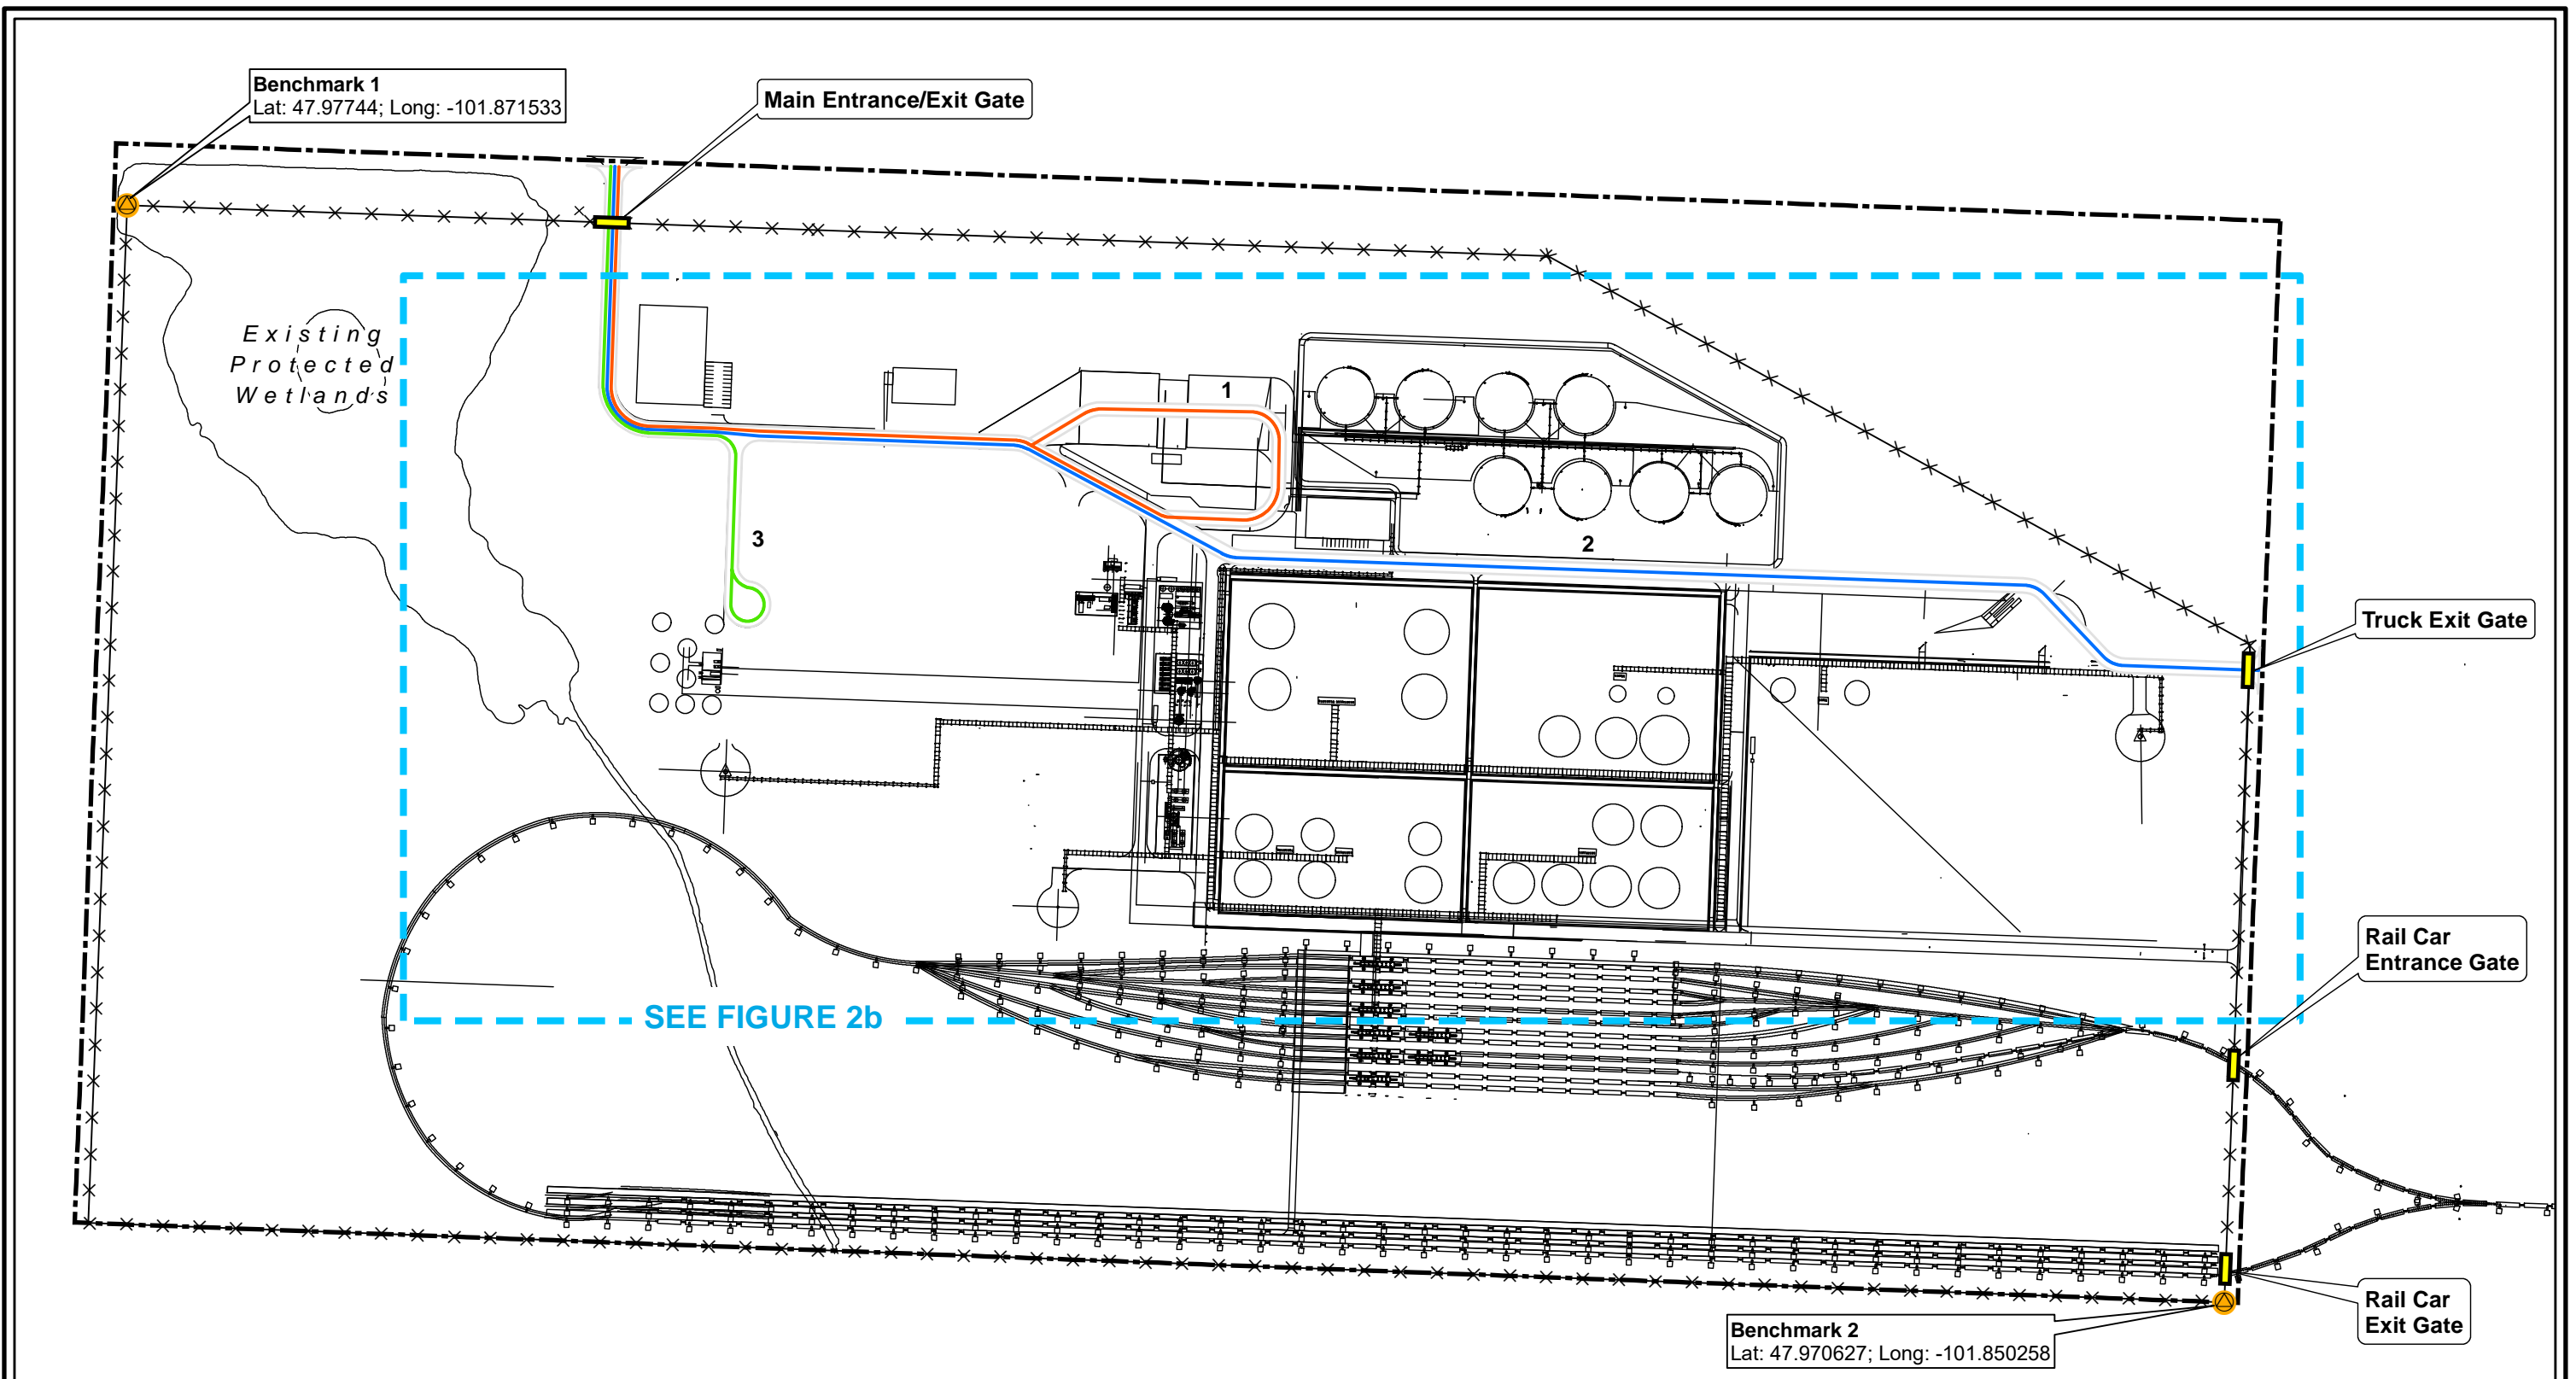 Benchmark 1
Lat: 47.97744; Long: -101.871533
Main Entrance/Exit Gate
Existing
Protected
Wetlands
1
3
2
Truck Exit Gate
Rail Car
Entrance Gate
SEE FIGURE 2b
Rail Car
Exit Gate
Benchmark 2
Lat: 47.970627; Long: -101.850258